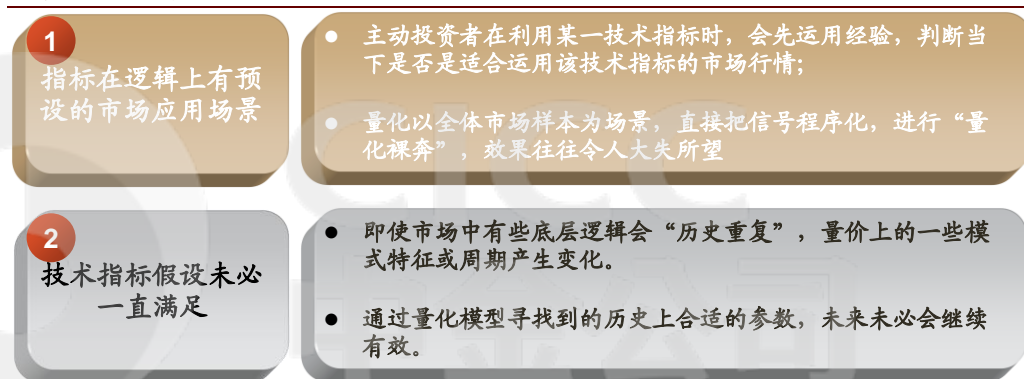 1
指标在逻辑上有预
设的市场应用场景
● 主动投资者在利用某一技术指标时，会先运用经验，判断当
下是否是适合运用该技术指标的市场行情；
● 量化以全体市场样本为场景，直接把信号程序化，进行“量
化裸奔”，效果往往令人大失所望
2
技术指标假设未必
一直满足
● 即使市场中有些底层逻辑会“历史重复”，量价上的一些模
式特征或周期产生变化。
● 通过量化模型寻找到的历史上合适的参数，未来未必会继续
有效。
CICC
中金公司